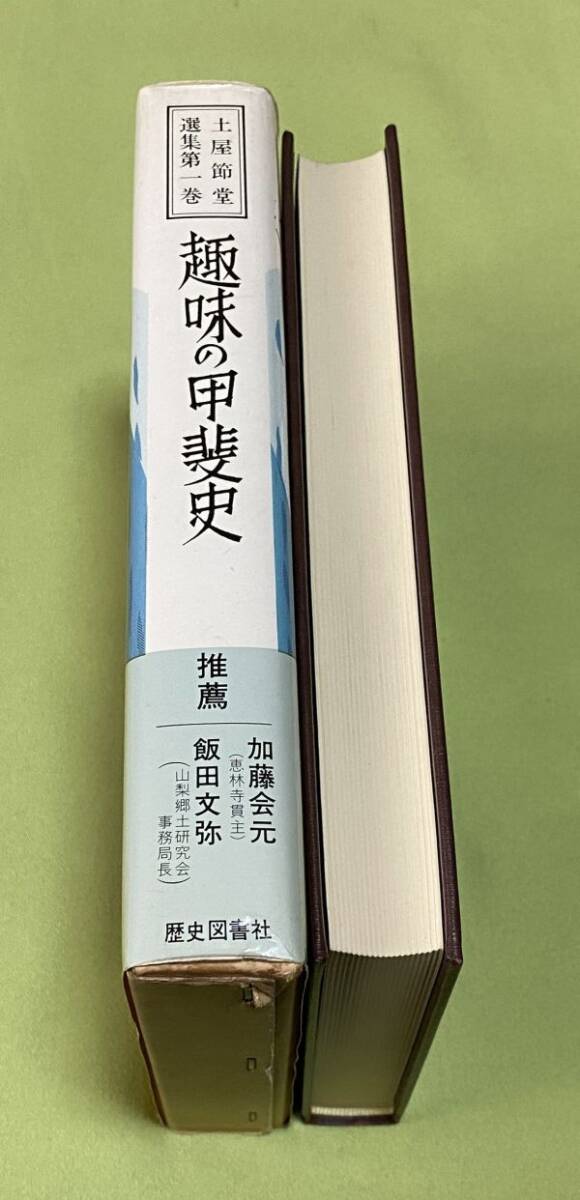 土屋節堂
選集第一巻
趣味の甲斐史
推薦
加藤会元
(恵林寺貫主)
飯田文弥
(山梨郷土研究会
事務局長)
歴史図書社